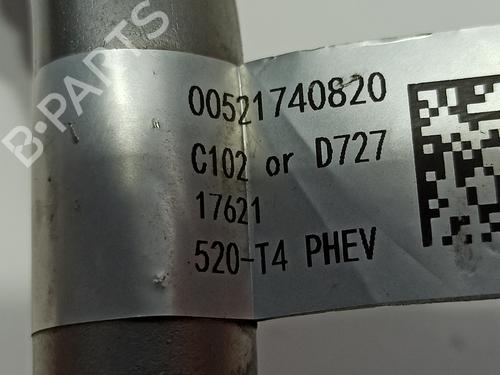 B-PARTS
00521740820
C102 or D727
17621
520-T4 PHEV